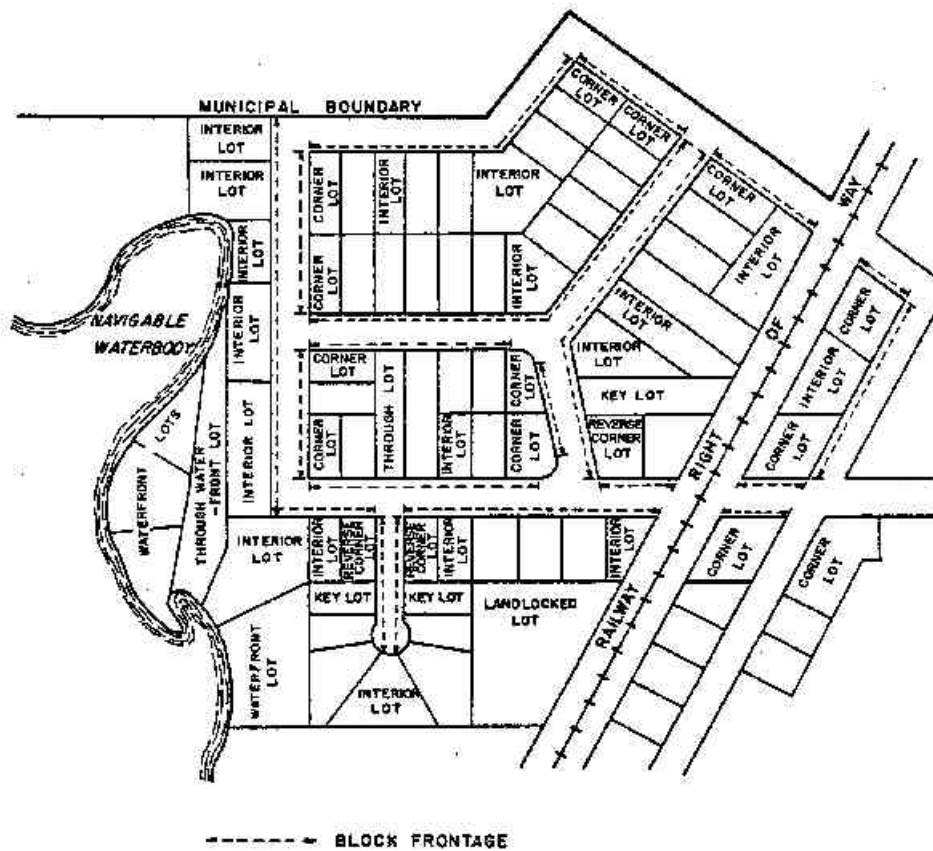 MUNICIPAL BOUNDARY
CORNER
LOT
CORNER
LOT
INTERIOR
LOT
INTERIOR
LOT
CORNER
LOT
INTERIOR
LOT
INTERIOR
LOT
CORNER
LOT
INTERIOR
LOT
INTERIOR
LOT
CORNER
LOT
INTERIOR
LOT
NAVIGABLE
WATERBODY
INTERIOR
LOT
INTERIOR
LOT
INTERIOR
LOT
CORNER
LOT
INTERIOR
LOT
CORNER
LOT
KEY LOT
REVERSE
CORNER
LOT
CORNER
LOT
THROUGH LOT
CORNER
LOT
CORNER
LOT
INTERIOR
LOT
CORNER
LOT
INTERIOR LOT
WATERFRONT
LOTS
THROUGH WATER
-FRONT LOT
RAILWAY RIGHT OF WAY
INTERIOR
LOT
INTERIOR
LOT
REVERSE
CORNER
LOT
REVERSE
CORNER
LOT
INTERIOR
LOT
INTERIOR
LOT
CORNER
LOT
CORNER
LOT
KEY LOT
KEY LOT
LANDLOCKED
LOT
WATERFRONT
LOT
INTERIOR
LOT
BLOCK FRONTAGE